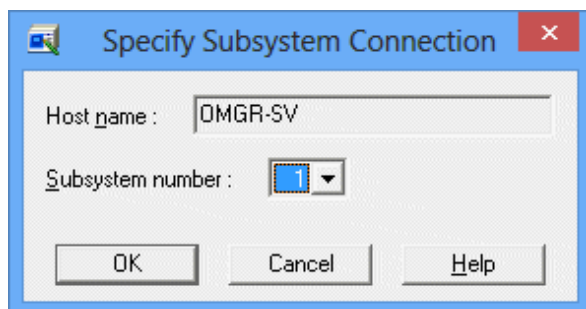 Specify Subsystem Connection
Host name : OMGR-SV
Subsystem number : 1
OK Cancel Help